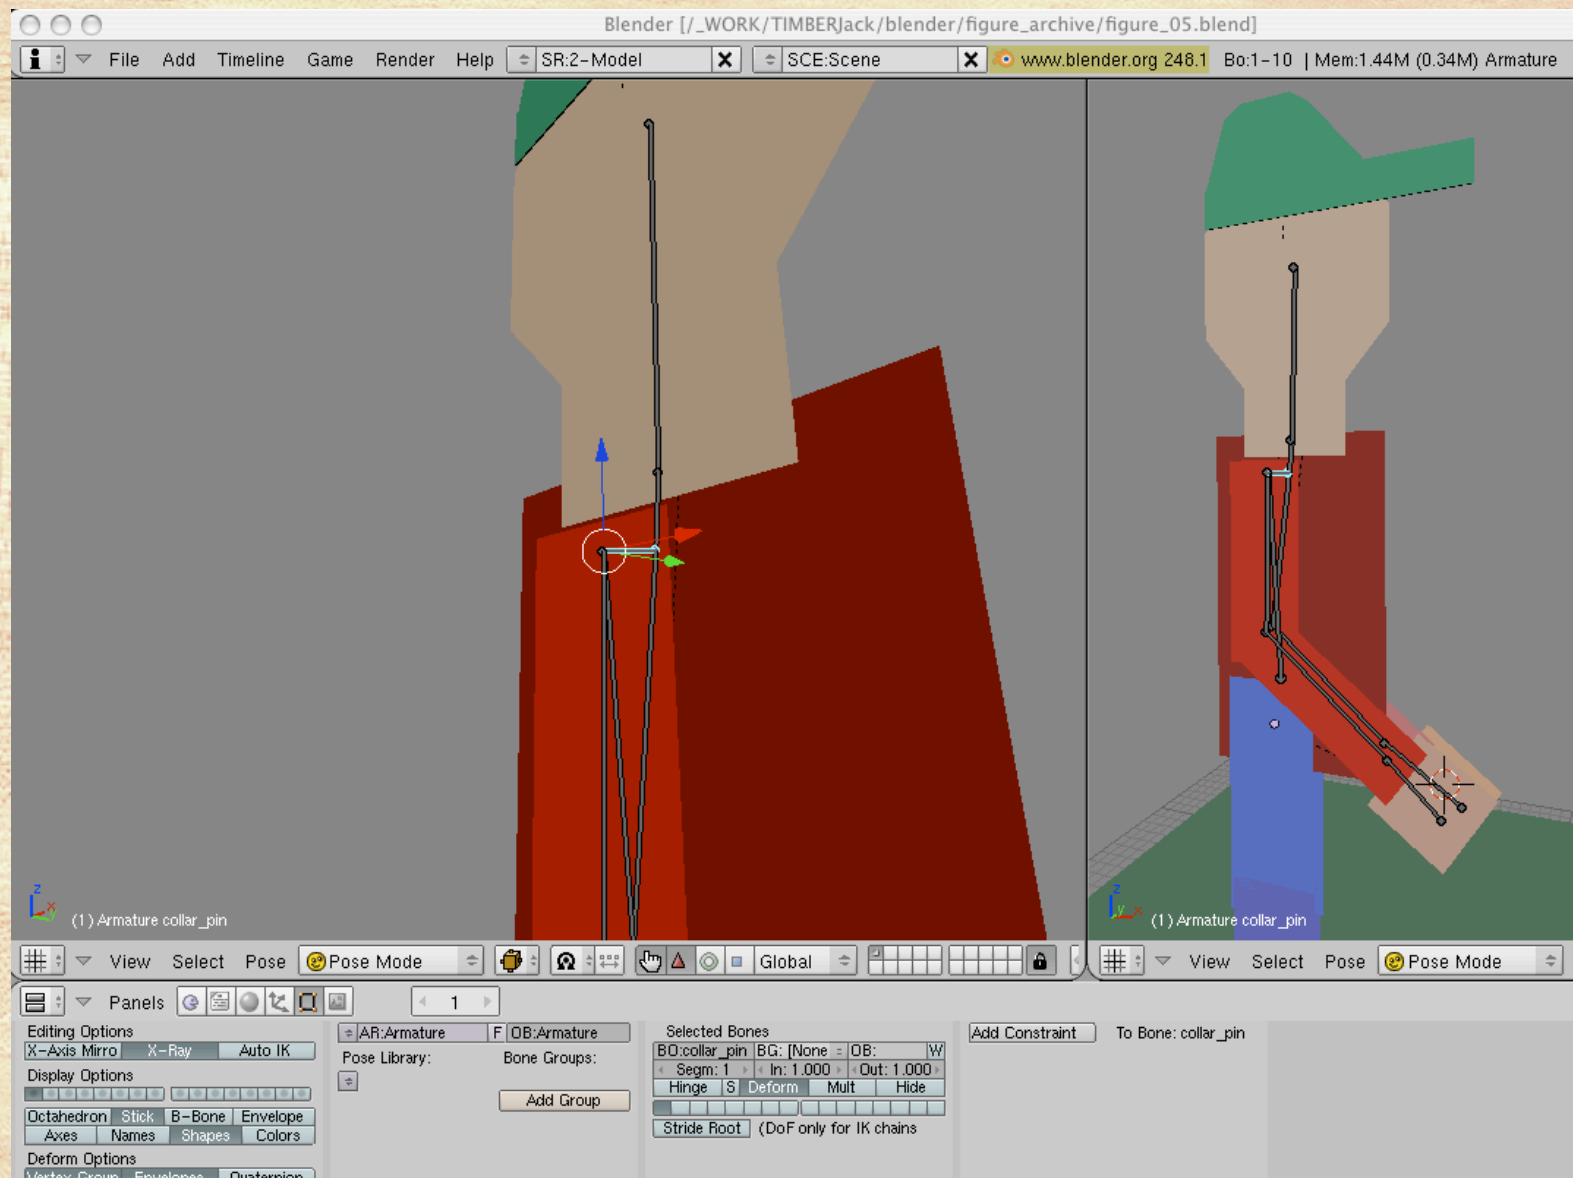 Blender [/_WORK/TIMBERJack/blender/figure_archive/figure_05.blend]
File Add Timeline Game Render Help SR:2-Model SCE:Scene www.blender.org 248.1 Bo:1-10 | Mem:1.44M (0.34M) Armature
z
x
y
(1) Armature collar_pin
z
y
x
(1) Armature collar_pin
View Select Pose Pose Mode Global
View Select Pose Pose Mode
Panels 1
Editing Options
X-Axis Mirro X-Ray Auto IK
Display Options
Octahedron Stick B-Bone Envelope
Axes Names Shapes Colors
Deform Options
Vertex Group Envelopes Quaternion
AR:Armature F OB:Armature
Pose Library: Bone Groups:
Add Group
Selected Bones
BO:collar_pin BG: [None OB: W
Segm: 1 In: 1.000 Out: 1.000
Hinge S Deform Mult Hide
Stride Root (DoF only for IK chains
Add Constraint To Bone: collar_pin